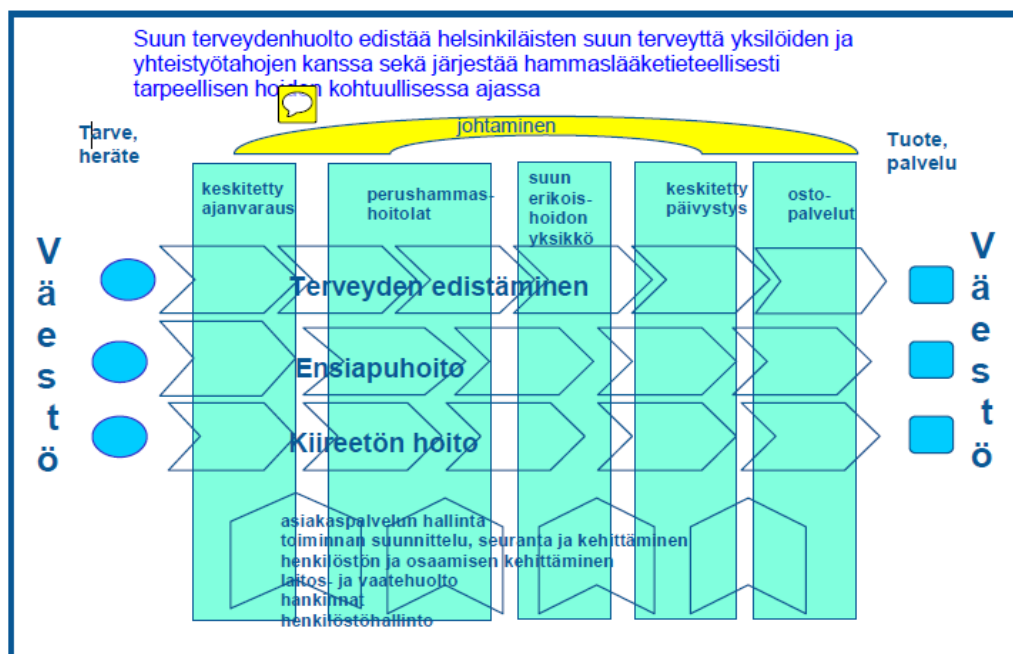 Suun terveydenhuolto edistää helsinkiläisten suun terveyttä yksilöiden ja
yhteistyötahojen kanssa sekä järjestää hammaslääketieteellisesti
tarpeellisen hoidon kohtuullisessa ajassa
johtaminen
Tarve,
heräte
Tuote,
palvelu
keskitetty
ajanvaraus
perushammas-
hoitolat
suun
erikois-
hoidon
yksikkö
keskitetty
päivystys
osto-
palvelut
Väestö
Terveyden edistäminen
Ensiapuhoito
Kiireetön hoito
Väestö
asiakaspalvelun hallinta
toiminnan suunnittelu, seuranta ja kehittäminen
henkilöstön ja osaamisen kehittäminen
laitos- ja vaatehuolto
hankinnat
henkilöstöhallinto